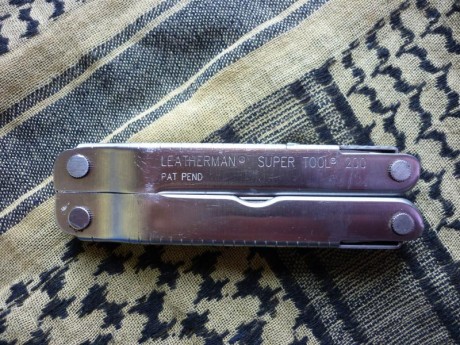 LEATHERMAN® SUPER TOOL® 200
PAT PEND